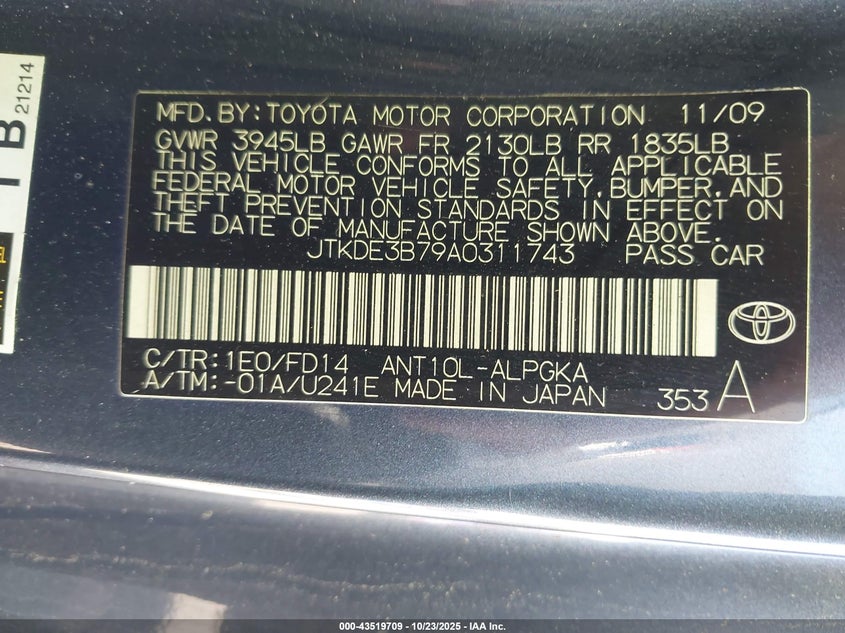 MFD.BY:TOYOTA MOTOR CORPORATION 11/09
GVWR 3945LB GAWR FR 2130LB RR 1835LB
THIS VEHICLE CONFORMS TO ALL APPLICABLE
FEDERAL MOTOR VEHICLE SAFETY,BUMPER,AND
THEFT PREVENTION STANDARDS IN EFFECT ON
THE DATE OF MANUFACTURE SHOWN ABOVE.
JTKDE3B79A0311743 PASS CAR
C/TR:1E0/FD14 ANT10L-ALPGKA
A/TM:-01A/U241E MADE IN JAPAN 353 A
B 21214
000-43519709 - 10/23/2025 - IAA Inc.